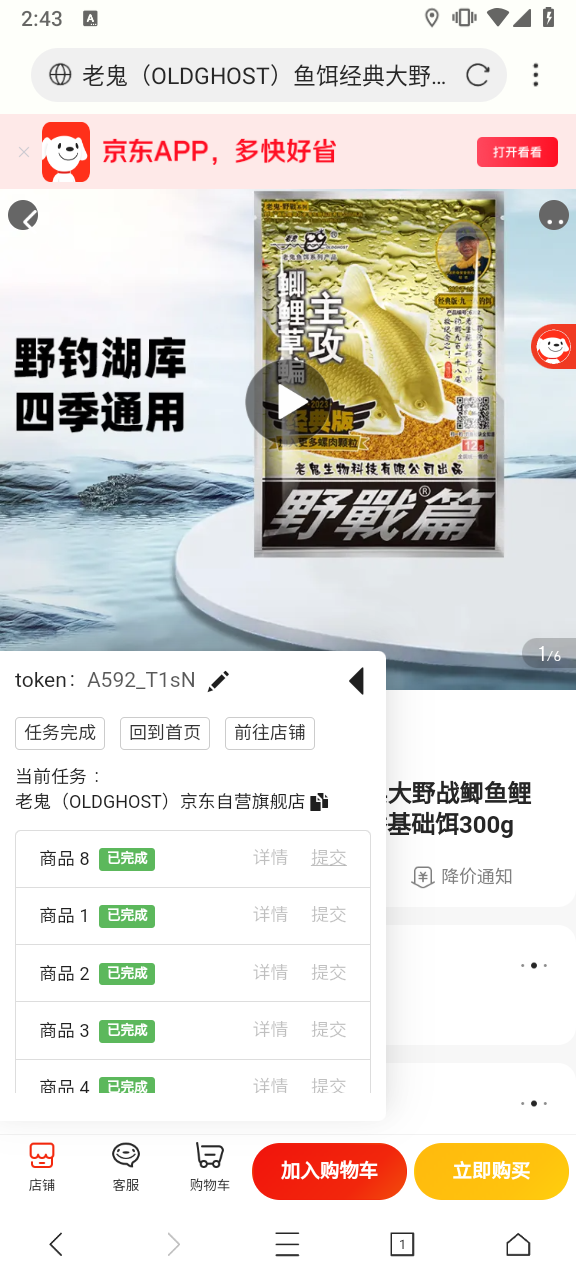 2:43
A
老鬼（OLDGHOST）鱼饵经典大野...
京东APP，多快好省
打开看看
野钓湖库
四季通用
老鬼·野戰系列
OLDGHOST
老鬼鱼饵系列产品
鲫鲤草鳊
主攻
2023
经典版
更多螺肉颗粒
老鬼生物科技有限公司出品
野戰篇®
1/6
token：A592_T1sN
任务完成
回到首页
前往店铺
当前任务：
老鬼（OLDGHOST）京东自营旗舰店
大野战鲫鱼鲤
基础饵300g
降价通知
商品 8 已完成 详情 提交
商品 1 已完成 详情 提交
商品 2 已完成 详情 提交
商品 3 已完成 详情 提交
商品 4 已完成 详情 提交
店铺
客服
购物车
加入购物车
立即购买
1